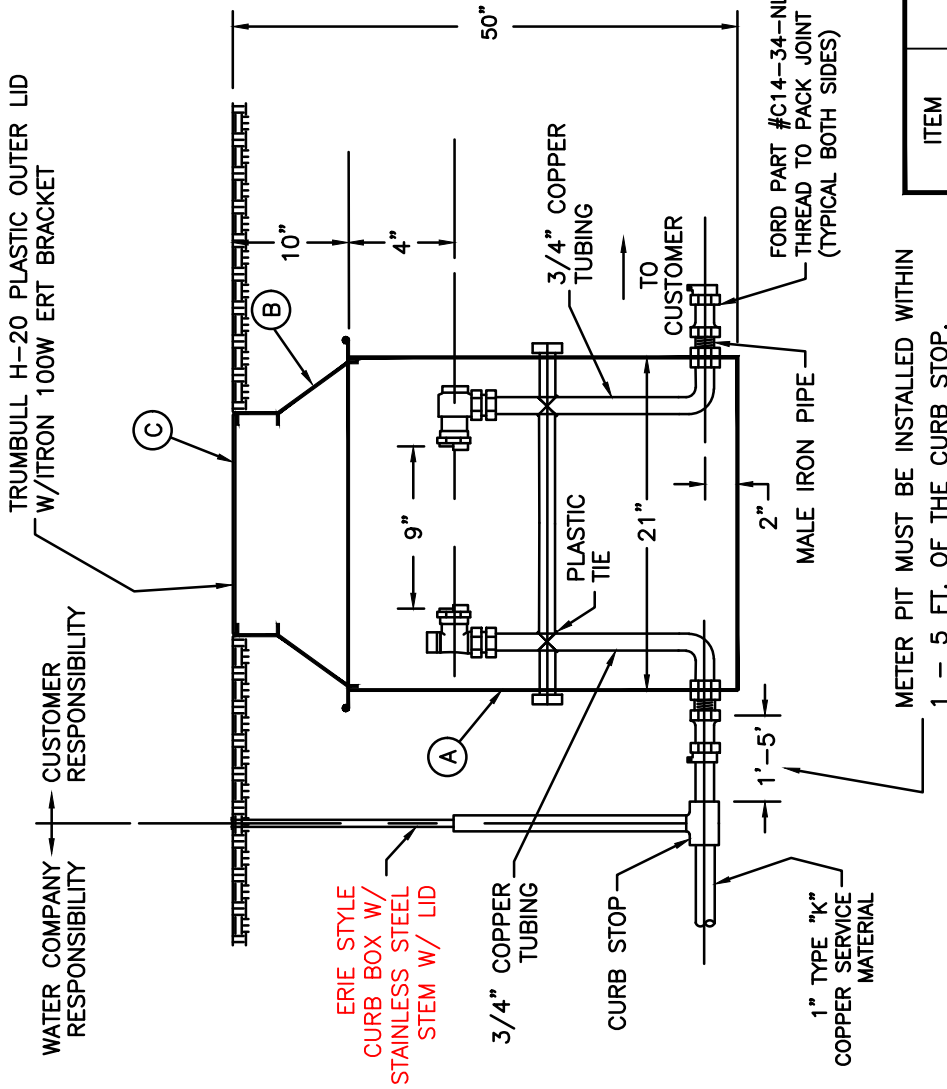 TRUMBULL H-20 PLASTIC OUTER LID
W/ITRON 100W ERT BRACKET
WATER COMPANY
RESPONSIBILITY
CUSTOMER
RESPONSIBILITY
C
B
10"
50"
4"
9"
3/4" COPPER
TUBING
TO
CUSTOMER
PLASTIC
TIE
21"
A
ERIE STYLE
CURB BOX W/
STAINLESS STEEL
STEM W/ LID
3/4" COPPER
TUBING
CURB STOP
1'-5'
2"
MALE IRON PIPE
FORD PART #C14-34-NL
THREAD TO PACK JOINT
(TYPICAL BOTH SIDES)
1" TYPE "K"
COPPER SERVICE
MATERIAL
METER PIT MUST BE INSTALLED WITHIN
1 - 5 FT. OF THE CURB STOP.
ITEM